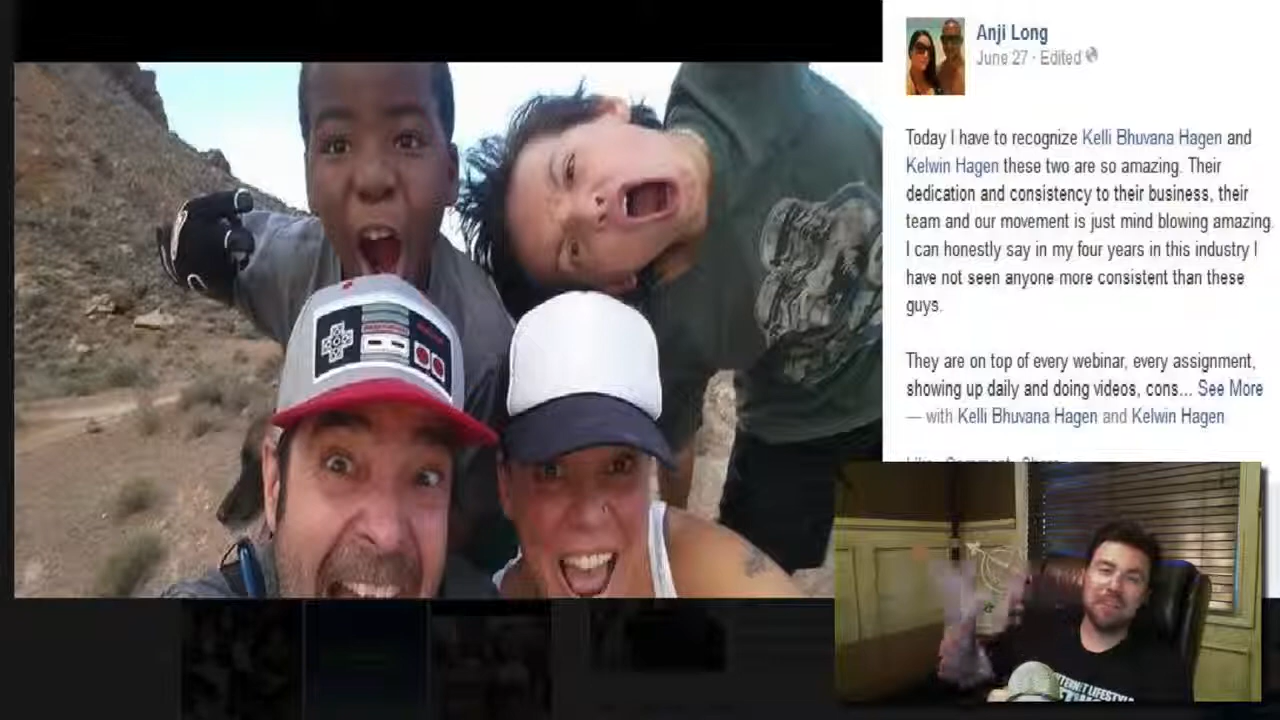 Anji Long
June 27 · Edited
Today I have to recognize Kelli Bhuvana Hagen and
Kelwin Hagen these two are so amazing. Their
dedication and consistency to their business, their
team and our movement is just mind blowing amazing.
I can honestly say in my four years in this industry I
have not seen anyone more consistent than these
guys.
They are on top of every webinar, every assignment,
showing up daily and doing videos, cons... See More
— with Kelli Bhuvana Hagen and Kelwin Hagen
LIFESTYLE